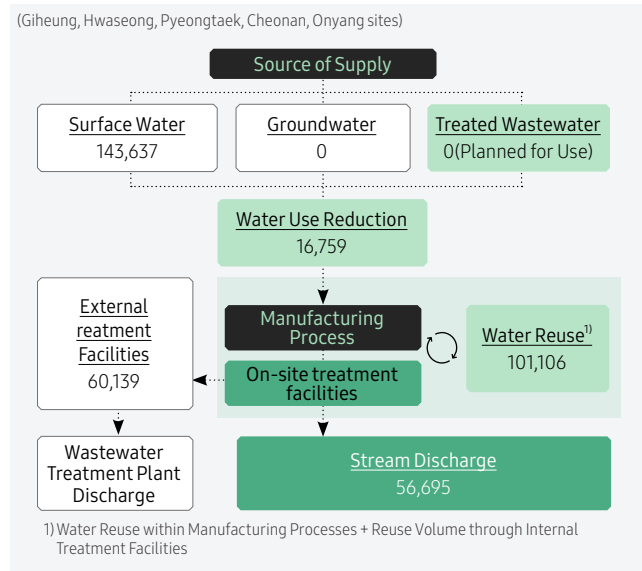 (Giheung, Hwaseong, Pyeongtaek, Cheonan, Onyang sites)
Source of Supply
Surface Water
143,637
Groundwater
0
Treated Wastewater
0(Planned for Use)
Water Use Reduction
16,759
External
reatment
Facilities
60,139
Manufacturing
Process
Water Reuse1)
101,106
On-site treatment
facilities
Wastewater
Treatment Plant
Discharge
Stream Discharge
56,695
1) Water Reuse within Manufacturing Processes + Reuse Volume through Internal
Treatment Facilities